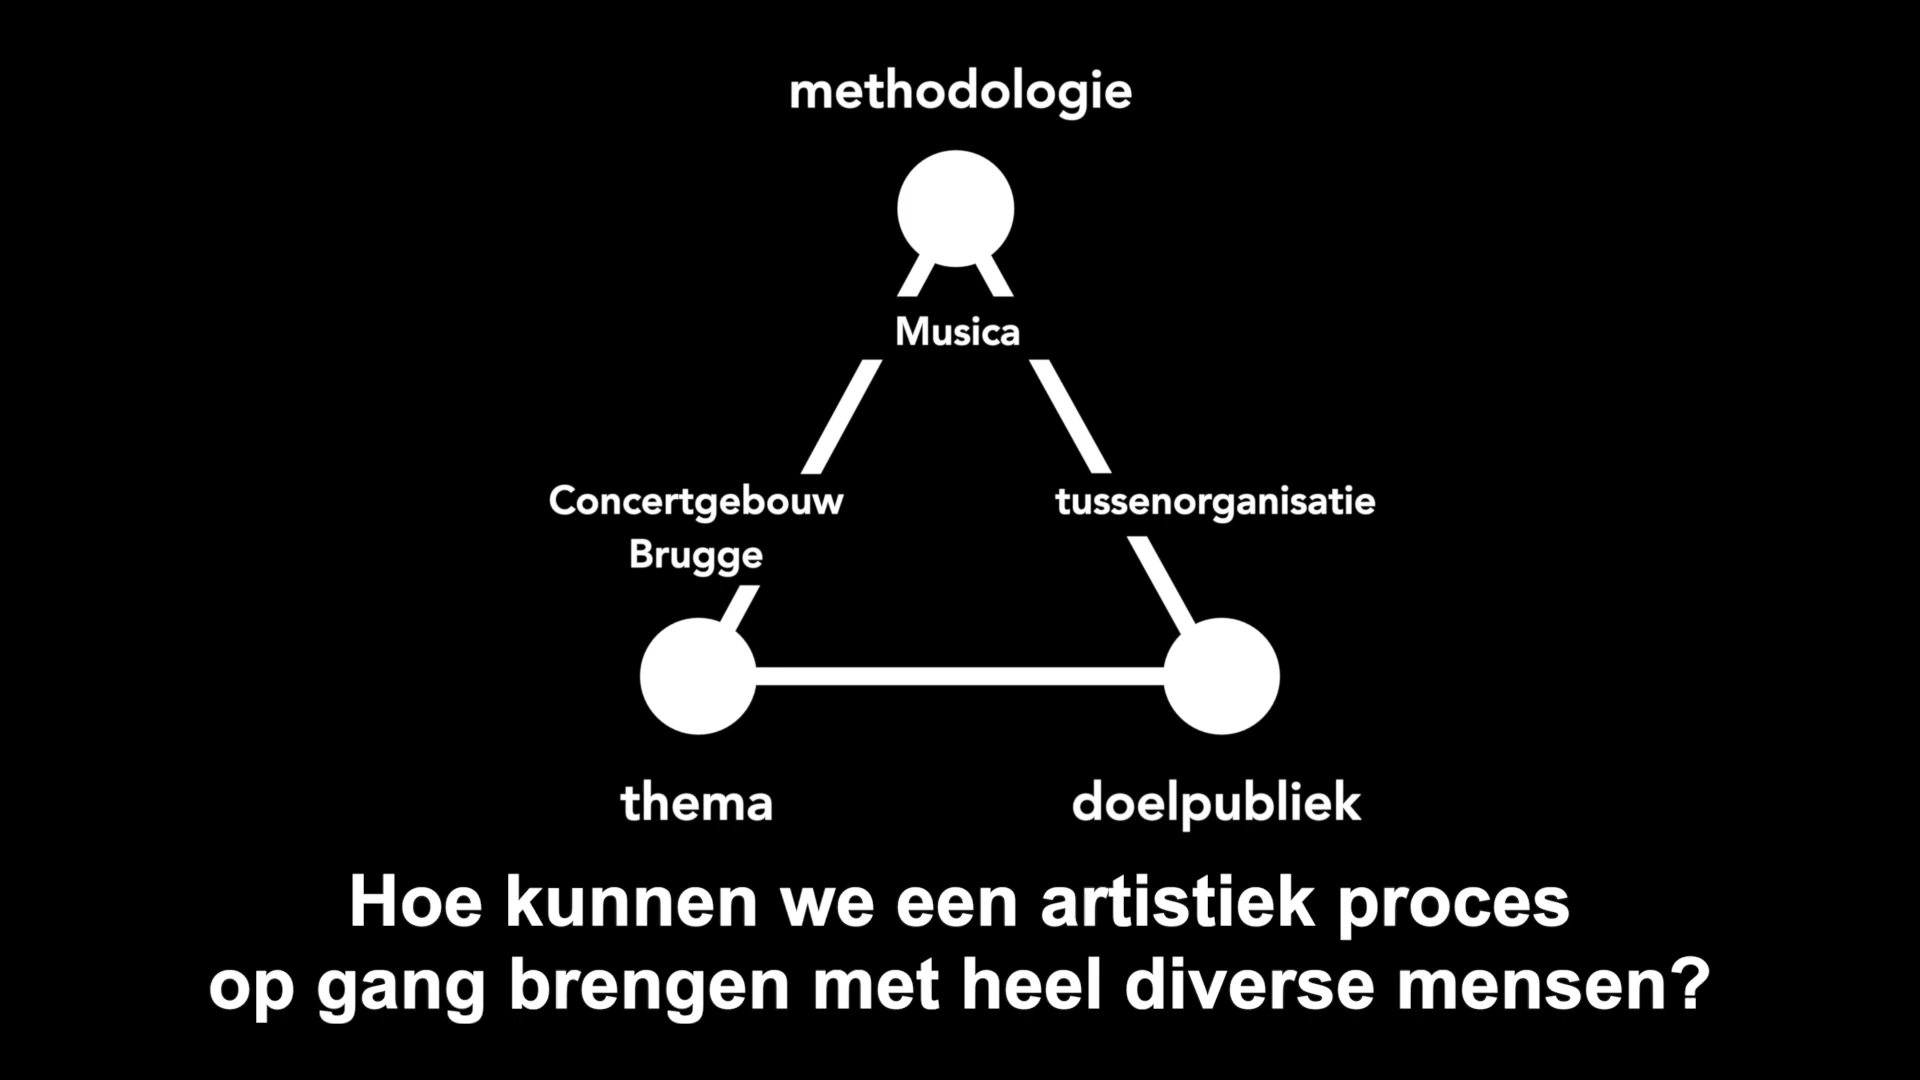 methodologie
Musica
Concertgebouw
Brugge
tussenorganisatie
thema
doelpubliek
Hoe kunnen we een artistiek proces
op gang brengen met heel diverse mensen?